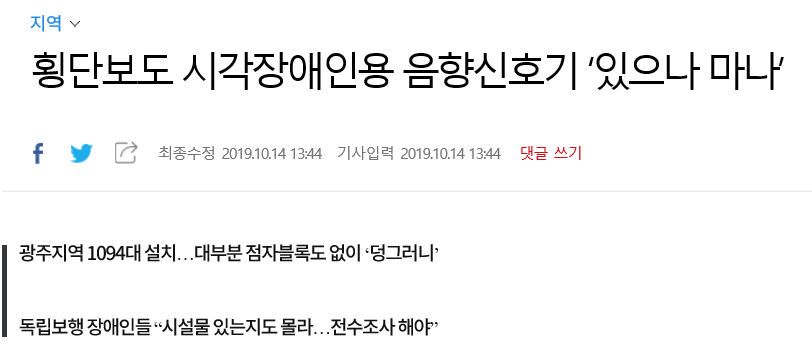 지역
횡단보도 시각장애인용 음향신호기 '있으나 마나'
최종수정 2019.10.14 13:44 기사입력 2019.10.14 13:44 댓글 쓰기
광주지역 1094대 설치…대부분 점자블록도 없이 ‘덩그러니’
독립보행 장애인들 “시설물 있는지도 몰라…전수조사 해야”